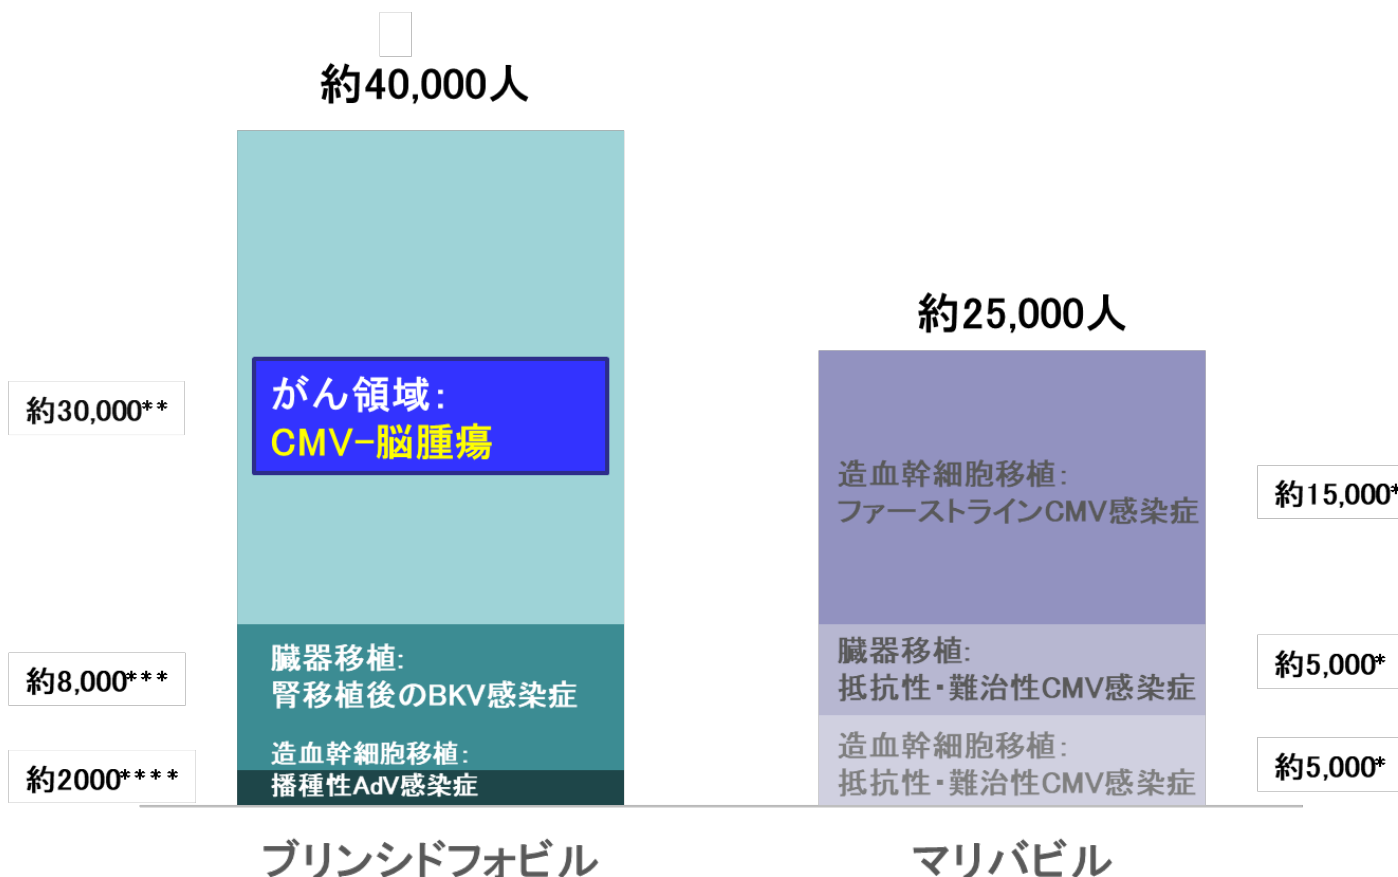 約40,000人
約25,000人
約30,000**
がん領域:
CMV-脳腫瘍
造血幹細胞移植:
ファーストラインCMV感染症
約15,000*
約8,000***
臓器移植:
腎移植後のBKV感染症
臓器移植:
抵抗性・難治性CMV感染症
約5,000*
約2000****
造血幹細胞移植:
播種性AdV感染症
造血幹細胞移植:
抵抗性・難治性CMV感染症
約5,000*
ブリンシドフォビル
マリバビル